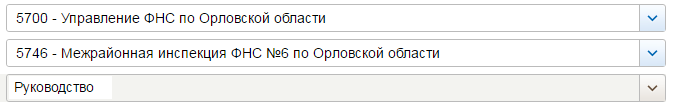 5700 - Управление ФНС по Орловской области
5746 - Межрайонная инспекция ФНС №6 по Орловской области
Руководство